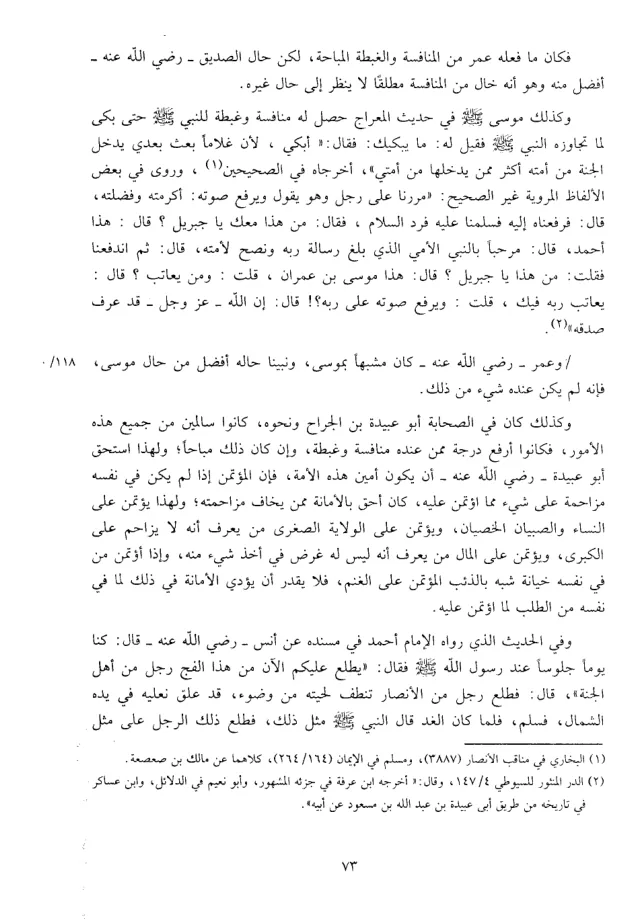 فكان ما فعله عمر من المنافسة والغبطة المباحة، لكن حال الصديق ـ رضي الله عنه ـ
أفضل منه وهو أنه خال من المنافسة مطلقًا لا ينظر إلى حال غيره.
وكذلك موسى ﷺ في حديث المعراج حصل له منافسة وغبطة للنبي ﷺ حتى بكى
لما تجاوزه النبي ﷺ فقيل له: ما يبكيك: فقال:« أبكي ، لأن غلاماً بعث بعدي يدخل
الجنة من أمته أكثر ممن يدخلها من أمتي»، أخرجاه في الصحيحين(١) ، وروى في بعض
الألفاظ المروية غير الصحيح: «مررنا على رجل وهو يقول ويرفع صوته: أكرمته وفضلته،
قال: فرفعناه إليه فسلمنا عليه فرد السلام ، فقال: من هذا معك يا جبريل ؟ قال : هذا
أحمد، قال: مرحباً بالنبي الأمي الذي بلغ رسالة ربه ونصح لأمته، قال: ثم اندفعنا
فقلت: من هذا يا جبريل ؟ قال: هذا موسى بن عمران ، قلت : ومن يعاتب ؟ قال :
يعاتب ربه فيك ، قلت : ويرفع صوته على ربه؟! قال: إن الله ـ عز وجل ـ قد عرف
صدقه»(٢).
/وعمر ـ رضي الله عنه ـ كان مشبهاً بموسى، ونبينا حاله أفضل من حال موسى، ١٠/١١٨
فإنه لم يكن عنده شيء من ذلك.
وكذلك كان في الصحابة أبو عبيدة بن الجراح ونحوه، كانوا سالمين من جميع هذه
الأمور، فكانوا أرفع درجة ممن عنده منافسة وغبطة، وإن كان ذلك مباحاً؛ ولهذا استحق
أبو عبيدة ـ رضي الله عنه ـ أن يكون أمين هذه الأمة، فإن المؤتمن إذا لم يكن في نفسه
مزاحمة على شيء مما اؤتمن عليه، كان أحق بالأمانة ممن يخاف مزاحمته؛ ولهذا يؤتمن على
النساء والصبيان الخصيان، ويؤتمن على الولاية الصغرى من يعرف أنه لا يزاحم على
الكبرى، ويؤتمن على المال من يعرف أنه ليس له غرض في أخذ شيء منه، وإذا أؤتمن من
في نفسه خيانة شبه بالذئب المؤتمن على الغنم، فلا يقدر أن يؤدي الأمانة في ذلك لما في
نفسه من الطلب لما اؤتمن عليه.
وفي الحديث الذي رواه الإمام أحمد في مسنده عن أنس ـ رضي الله عنه ـ قال: كنا
يوماً جلوساً عند رسول الله ﷺ فقال: «يطلع عليكم الآن من هذا الفج رجل من أهل
الجنة»، قال: فطلع رجل من الأنصار تنطف لحيته من وضوء، قد علق نعليه في يده
الشمال، فسلم، فلما كان الغد قال النبي ﷺ مثل ذلك، فطلع ذلك الرجل على مثل
(١) البخاري في مناقب الأنصار (٣٨٨٧)، ومسلم في الإيمان (٢٦٤/١٦٤)، كلاهما عن مالك بن صعصعة.
(٢) الدر المنثور للسيوطي ١٤٧/٤، وقال:« أخرجه ابن عرفة في جزئه المشهور، وأبو نعيم في الدلائل، وابن عساكر
في تاريخه من طريق أبى عبيدة بن عبد الله بن مسعود عن أبيه».
٧٣